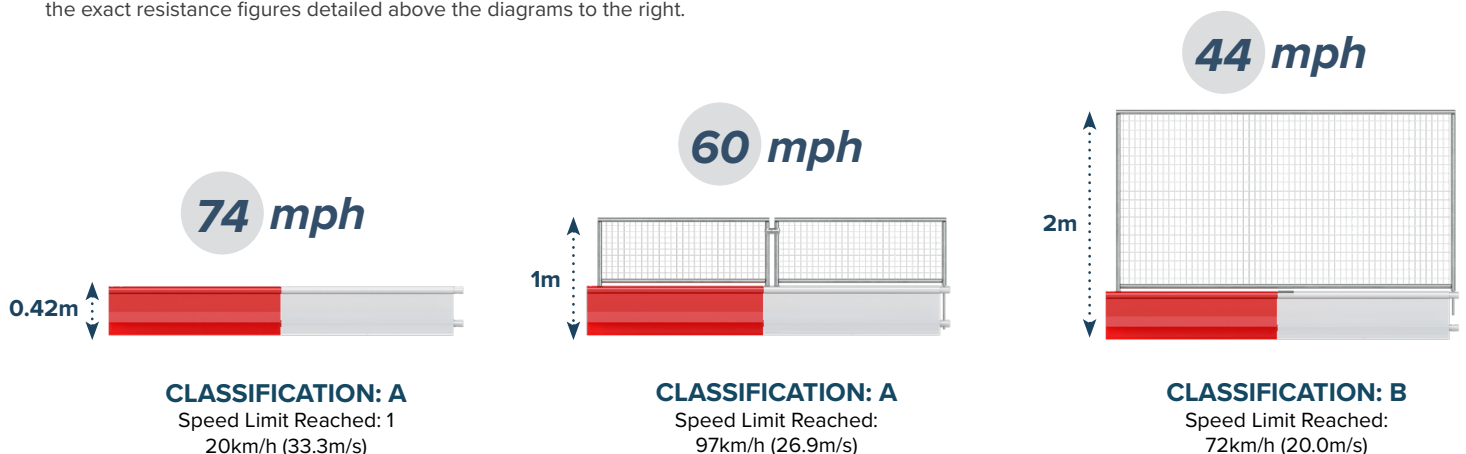 the exact resistance figures detailed above the diagrams to the right.
74 mph
0.42m
CLASSIFICATION: A
Speed Limit Reached: 1
20km/h (33.3m/s)
60 mph
1m
CLASSIFICATION: A
Speed Limit Reached:
97km/h (26.9m/s)
44 mph
2m
CLASSIFICATION: B
Speed Limit Reached:
72km/h (20.0m/s)